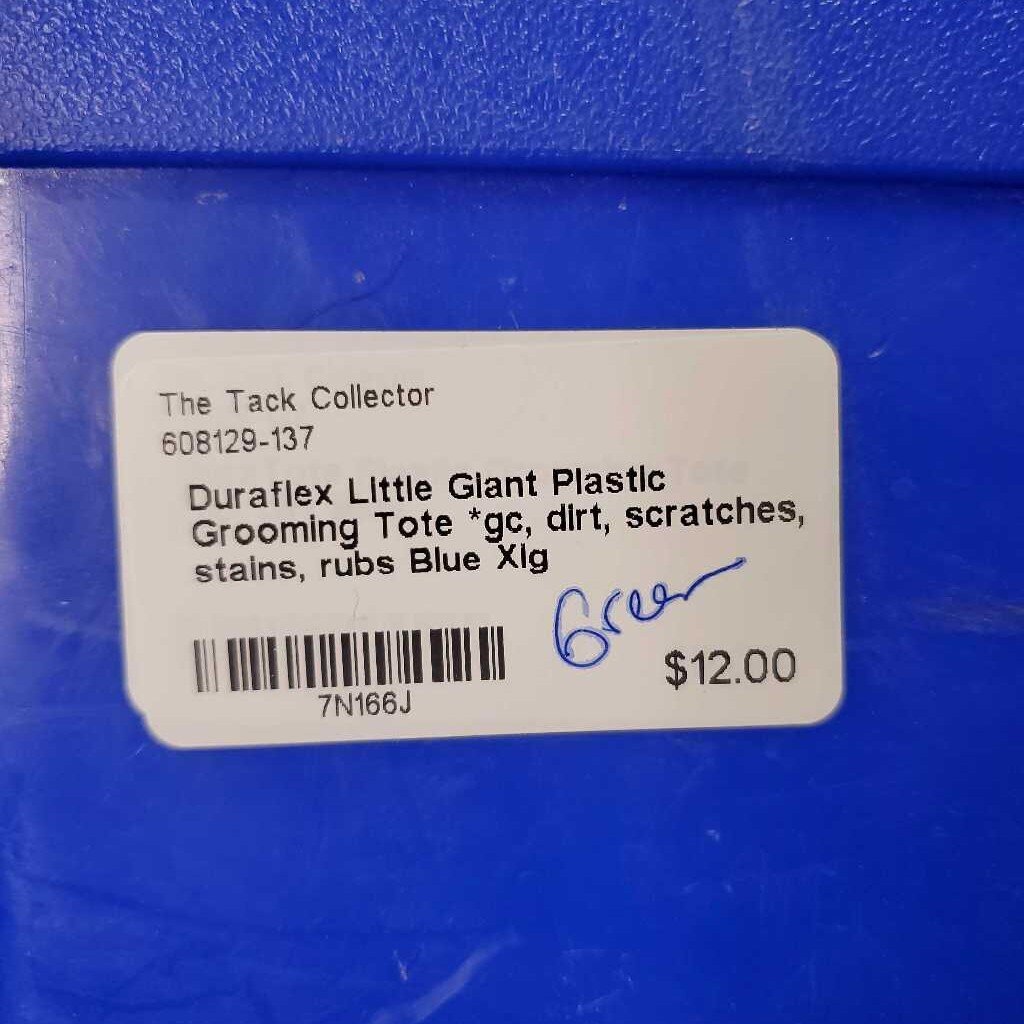 The Tack Collector
608129-137
Duraflex Little Giant Plastic
Grooming Tote *gc, dirt, scratches,
stains, rubs Blue Xlg
Green
$12.00
7N166J